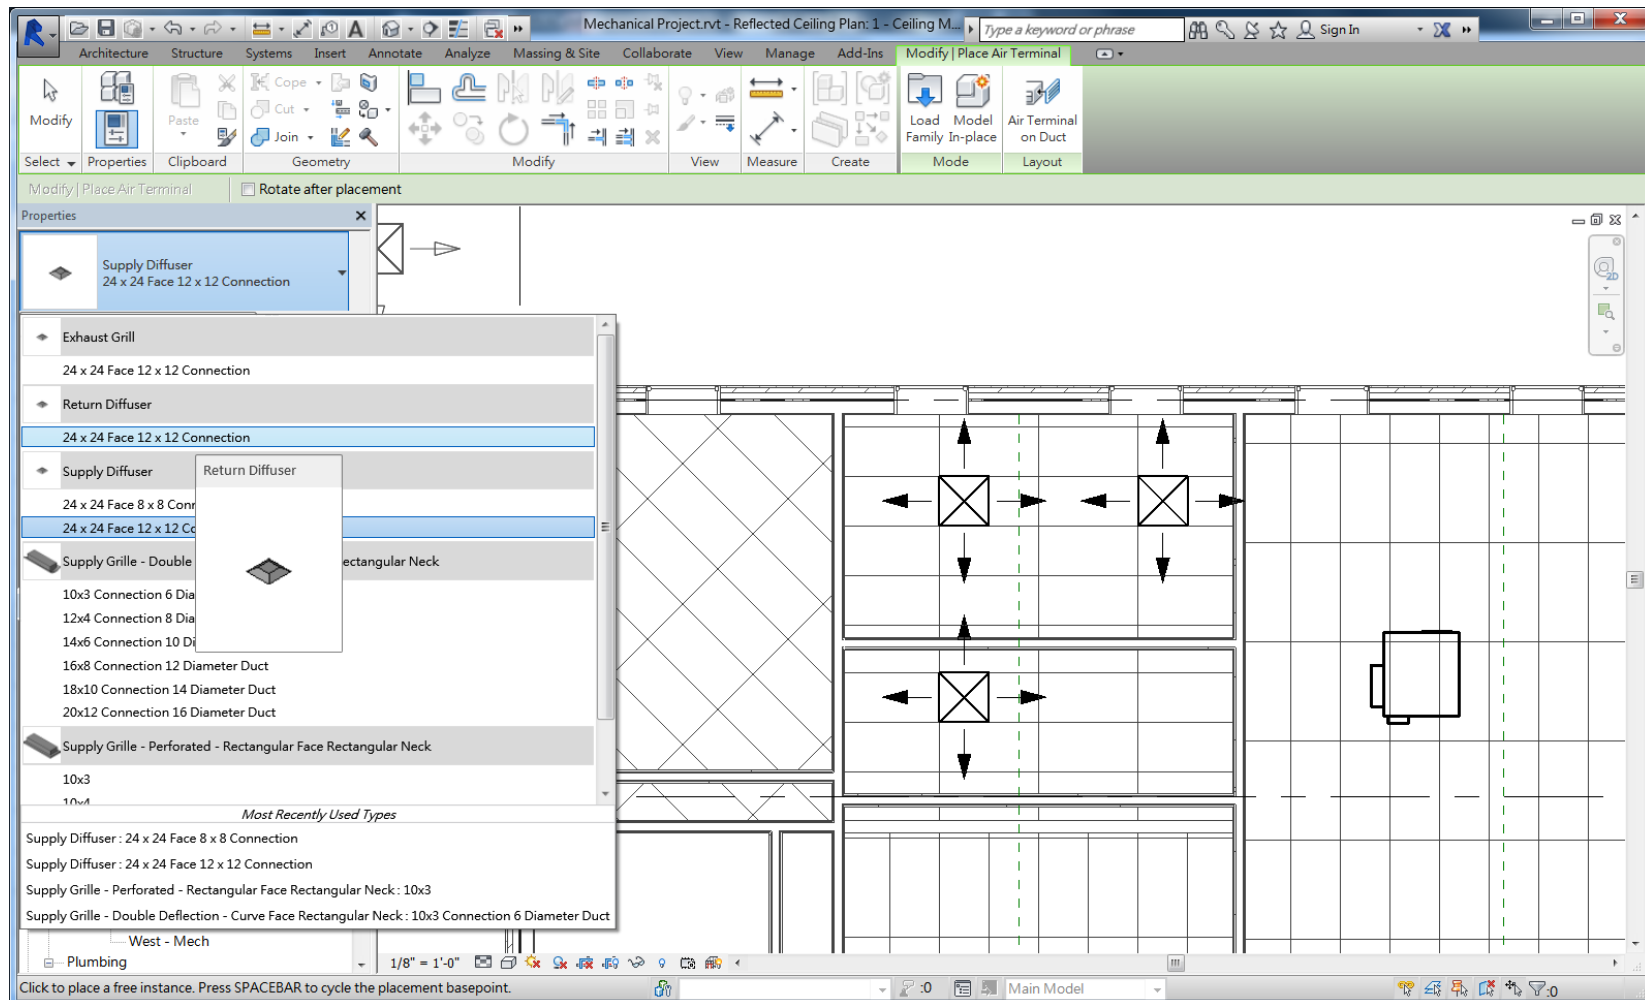 Mechanical Project.rvt - Reflected Ceiling Plan: 1 - Ceiling M...
Type a keyword or phrase
Sign In
Architecture Structure Systems Insert Annotate Analyze Massing & Site Collaborate View Manage Add-Ins Modify | Place Air Terminal
Modify
Paste
Cope
Cut
Join
Load Family
Model In-place
Air Terminal on Duct
Select Properties Clipboard Geometry Modify View Measure Create Mode Layout
Modify | Place Air Terminal
Rotate after placement
Properties
Supply Diffuser
24 x 24 Face 12 x 12 Connection
Exhaust Grill
24 x 24 Face 12 x 12 Connection
Return Diffuser
24 x 24 Face 12 x 12 Connection
Supply Diffuser
Return Diffuser
24 x 24 Face 8 x 8 Conn
24 x 24 Face 12 x 12 Co
Supply Grille - Double ectangular Neck
10x3 Connection 6 Dia
12x4 Connection 8 Dia
14x6 Connection 10 Di
16x8 Connection 12 Diameter Duct
18x10 Connection 14 Diameter Duct
20x12 Connection 16 Diameter Duct
Supply Grille - Perforated - Rectangular Face Rectangular Neck
10x3
10x4
Most Recently Used Types
Supply Diffuser : 24 x 24 Face 8 x 8 Connection
Supply Diffuser : 24 x 24 Face 12 x 12 Connection
Supply Grille - Perforated - Rectangular Face Rectangular Neck : 10x3
Supply Grille - Double Deflection - Curve Face Rectangular Neck : 10x3 Connection 6 Diameter Duct
West - Mech
Plumbing
1/8" = 1'-0"
Click to place a free instance. Press SPACEBAR to cycle the placement basepoint.
:0
Main Model
:0
2D